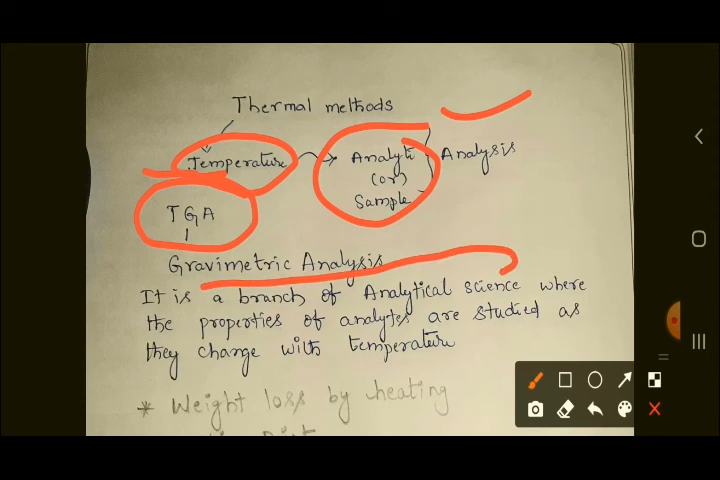 Thermal methods
Temperature Analyte Analysis
(or)
Sample
TGA
Gravimetric Analysis
It is a branch of Analytical science where
the properties of analytes are studied as
they change with temperature
* Weight loss by heating